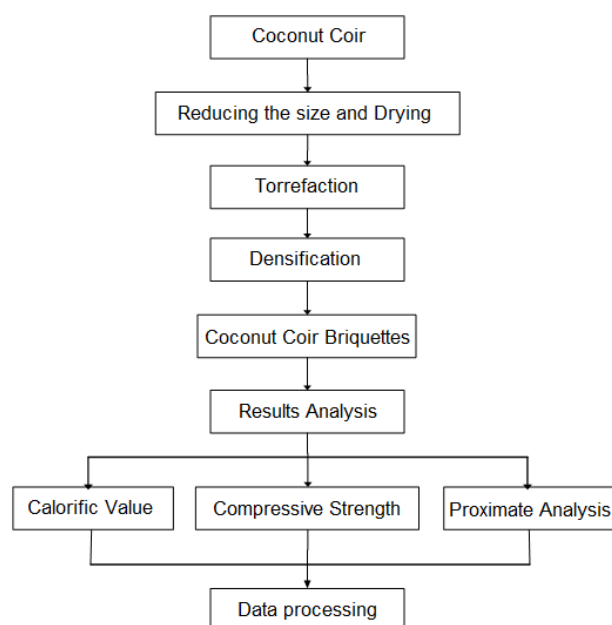 Coconut Coir
Reducing the size and Drying
Torrefaction
Densification
Coconut Coir Briquettes
Results Analysis
Calorific Value
Compressive Strength
Proximate Analysis
Data processing